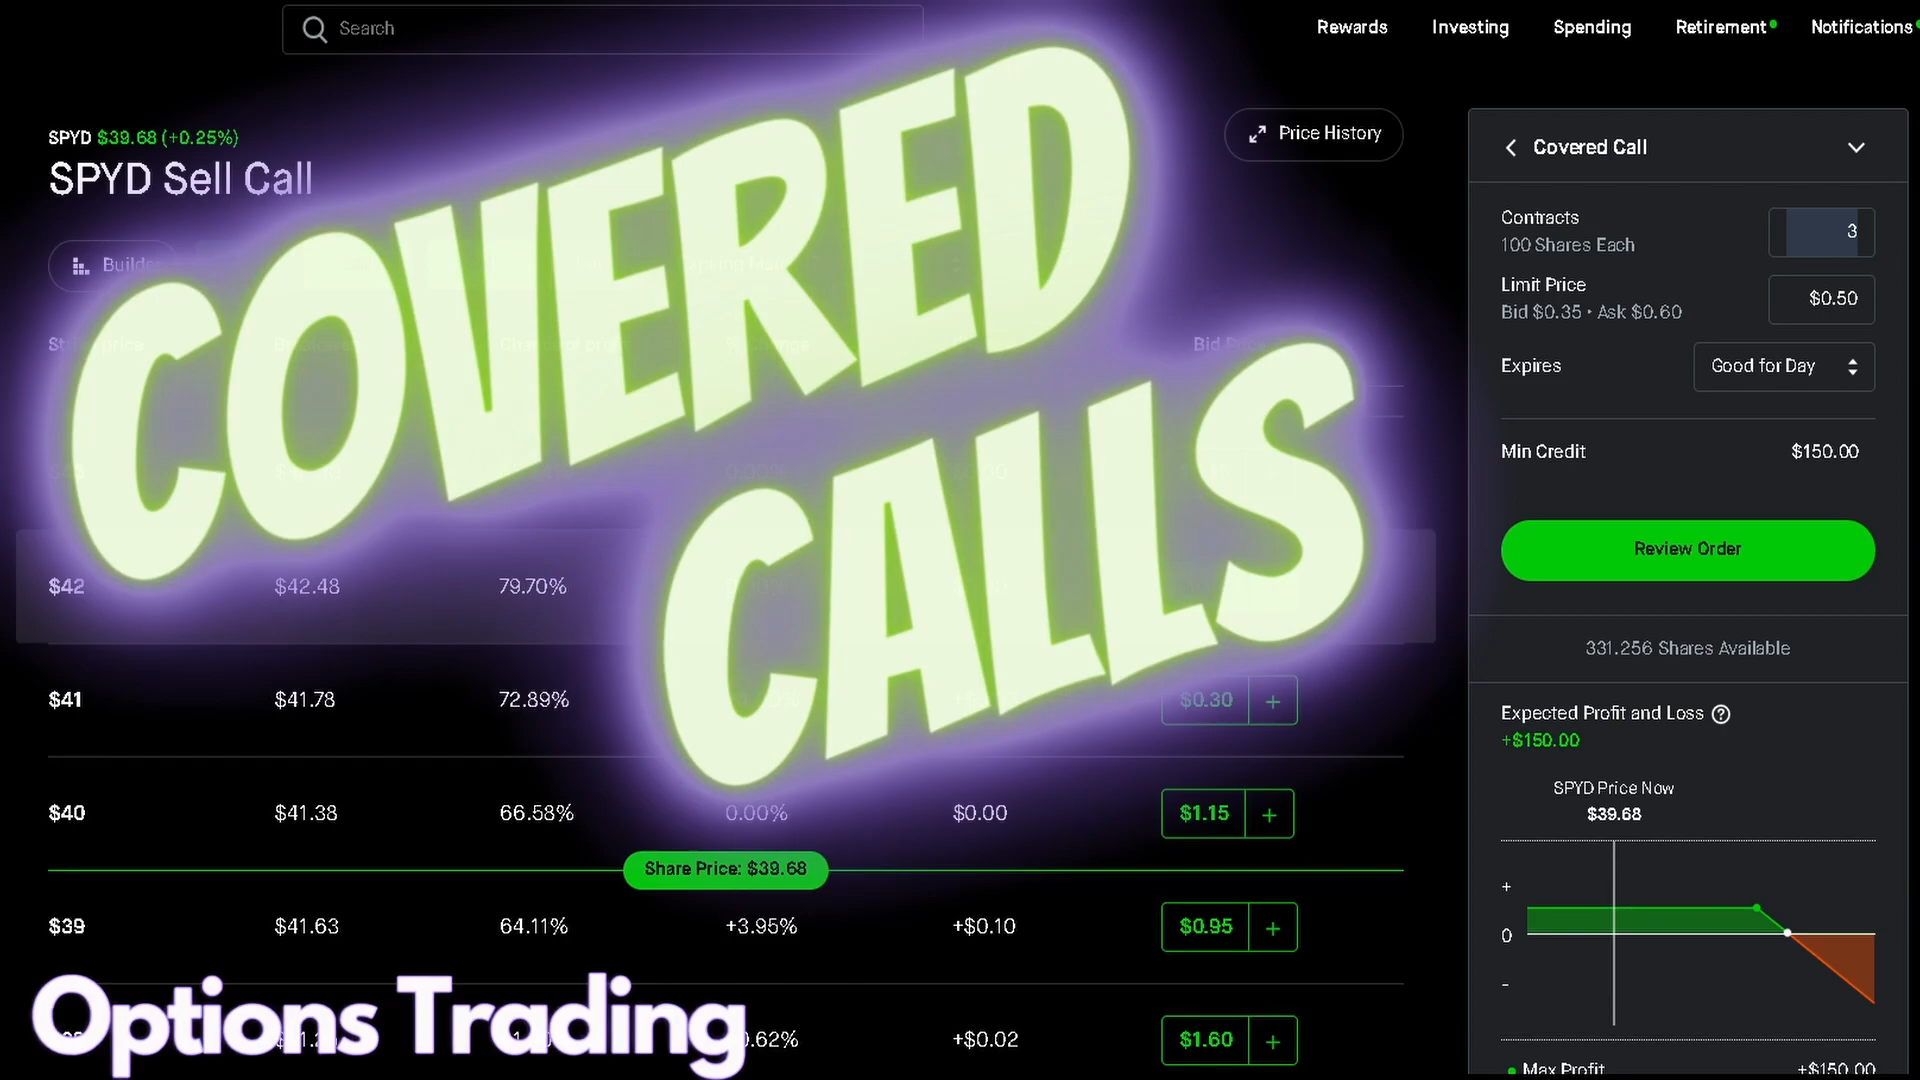 Search
Rewards Investing Spending Retirement Notifications
SPYD $39.68 (+0.25%)
SPYD Sell Call
Price History
Builder
COVERED
CALLS
$42 $42.48 79.70%
$41 $41.78 72.89% $0.30 +
$40 $41.38 66.58% 0.00% $0.00 $1.15 +
Share Price: $39.68
$39 $41.63 64.11% +3.95% +$0.10 $0.95 +
0.62% +$0.02 $1.60 +
Options Trading
Covered Call
Contracts 3
100 Shares Each
Limit Price $0.50
Bid $0.35 • Ask $0.60
Expires Good for Day
Min Credit $150.00
Review Order
331.256 Shares Available
Expected Profit and Loss ?
+$150.00
SPYD Price Now
$39.68
+
0
-
Max Profit +$150.00